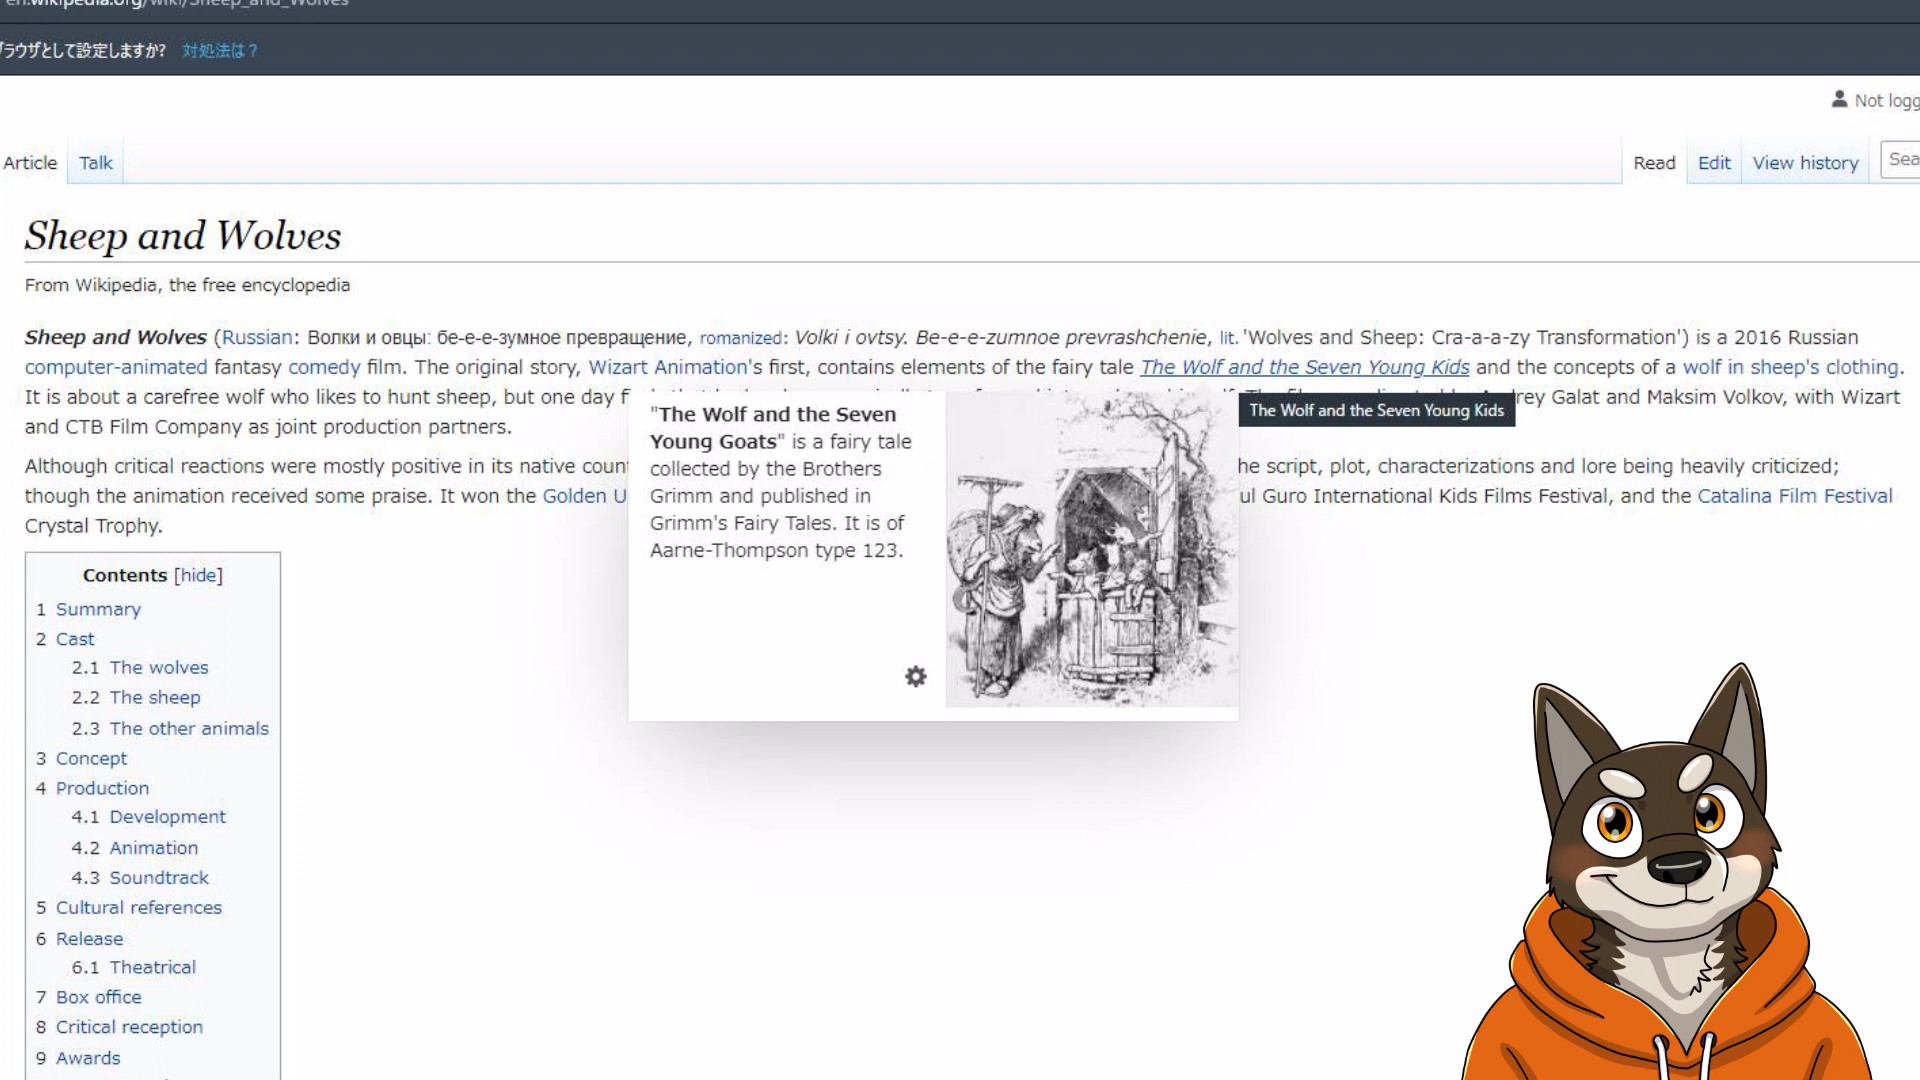 en.wikipedia.org/wiki/Sheep_and_Wolves
ブラウザとして設定しますか? 対処法は？
Not logg
Article Talk Read Edit View history Sea
Sheep and Wolves
From Wikipedia, the free encyclopedia
Sheep and Wolves (Russian: Волки и овцы: бе-е-е-зумное превращение, romanized: Volki i ovtsy. Be-e-e-zumnoe prevrashchenie, lit. 'Wolves and Sheep: Cra-a-a-zy Transformation') is a 2016 Russian
computer-animated fantasy comedy film. The original story, Wizart Animation's first, contains elements of the fairy tale The Wolf and the Seven Young Kids and the concepts of a wolf in sheep's clothing.
It is about a carefree wolf who likes to hunt sheep, but one day rey Galat and Maksim Volkov, with Wizart
and CTB Film Company as joint production partners.
Although critical reactions were mostly positive in its native coun he script, plot, characterizations and lore being heavily criticized;
though the animation received some praise. It won the Golden U ul Guro International Kids Films Festival, and the Catalina Film Festival
Crystal Trophy.
The Wolf and the Seven Young Kids
"The Wolf and the Seven
Young Goats" is a fairy tale
collected by the Brothers
Grimm and published in
Grimm's Fairy Tales. It is of
Aarne-Thompson type 123.
Contents [hide]
1 Summary
2 Cast
2.1 The wolves
2.2 The sheep
2.3 The other animals
3 Concept
4 Production
4.1 Development
4.2 Animation
4.3 Soundtrack
5 Cultural references
6 Release
6.1 Theatrical
7 Box office
8 Critical reception
9 Awards